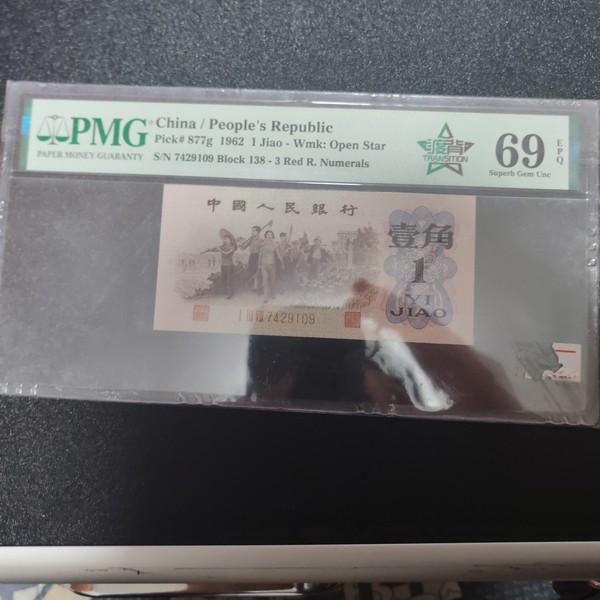 PMG
PAPER MONEY GUARANTY
China / People's Republic
Pick# 877g 1962 1 Jiao - Wmk: Open Star
S/N 7429109 Block 138 - 3 Red R. Numerals
TRANSITION
69
EPQ
Superb Gem Unc
中國人民銀行
壹角
1
YI
JIAO
7429109